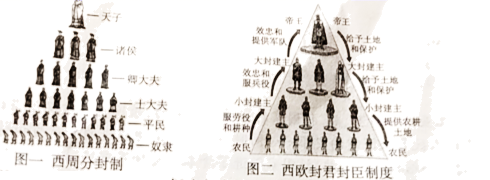 天子
诸侯
卿大夫
士大夫
平民
奴隶
图一 西周分封制
帝王
帝王
效忠和
提供军队
给予土地
和保护
大封建主
大封建主
效忠和
服兵役
给予土地
和保护
小封建主
小封建主
服劳役
和耕种
提供农耕
土地
农民
农民
图二 西欧封君封臣制度